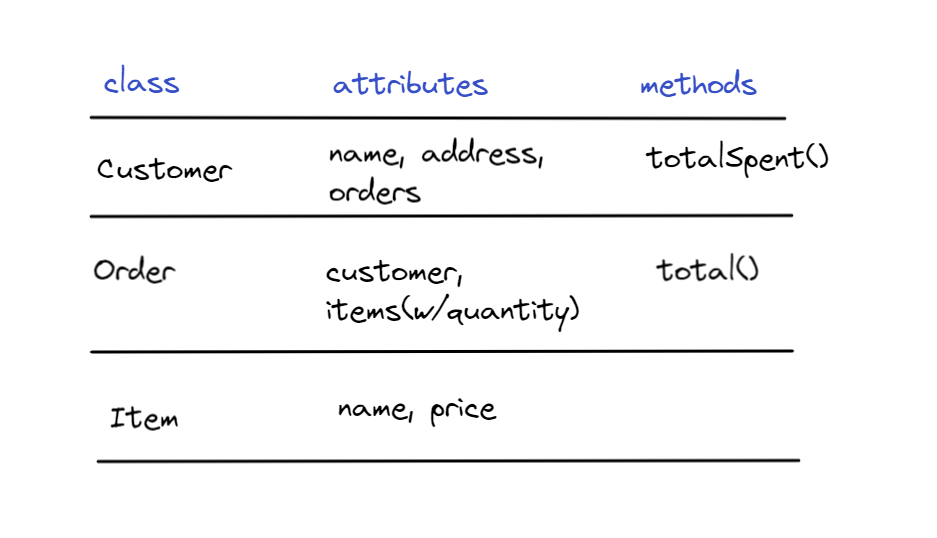 class attributes methods
Customer name, address, totalSpent()
orders
Order customer, total()
items(w/quantity)
Item name, price